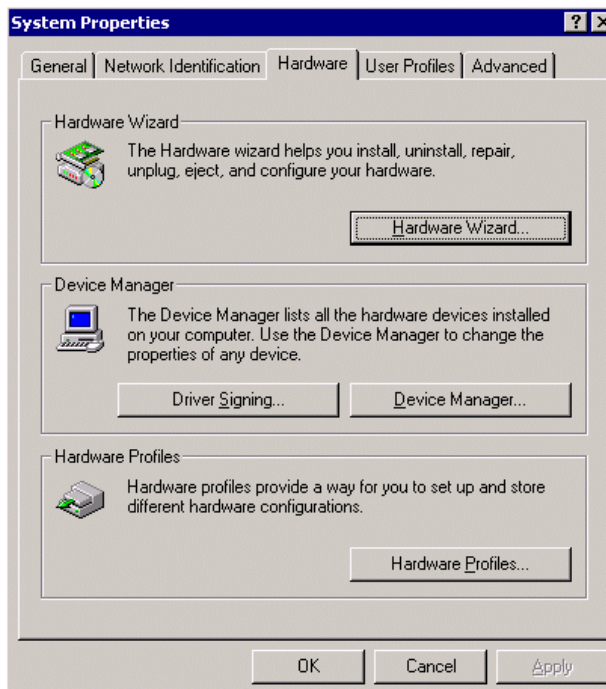 System Properties
General
Network Identification
Hardware
User Profiles
Advanced
Hardware Wizard
The Hardware wizard helps you install, uninstall, repair,
unplug, eject, and configure your hardware.
Hardware Wizard...
Device Manager
The Device Manager lists all the hardware devices installed
on your computer. Use the Device Manager to change the
properties of any device.
Driver Signing...
Device Manager...
Hardware Profiles
Hardware profiles provide a way for you to set up and store
different hardware configurations.
Hardware Profiles...
OK
Cancel
Apply